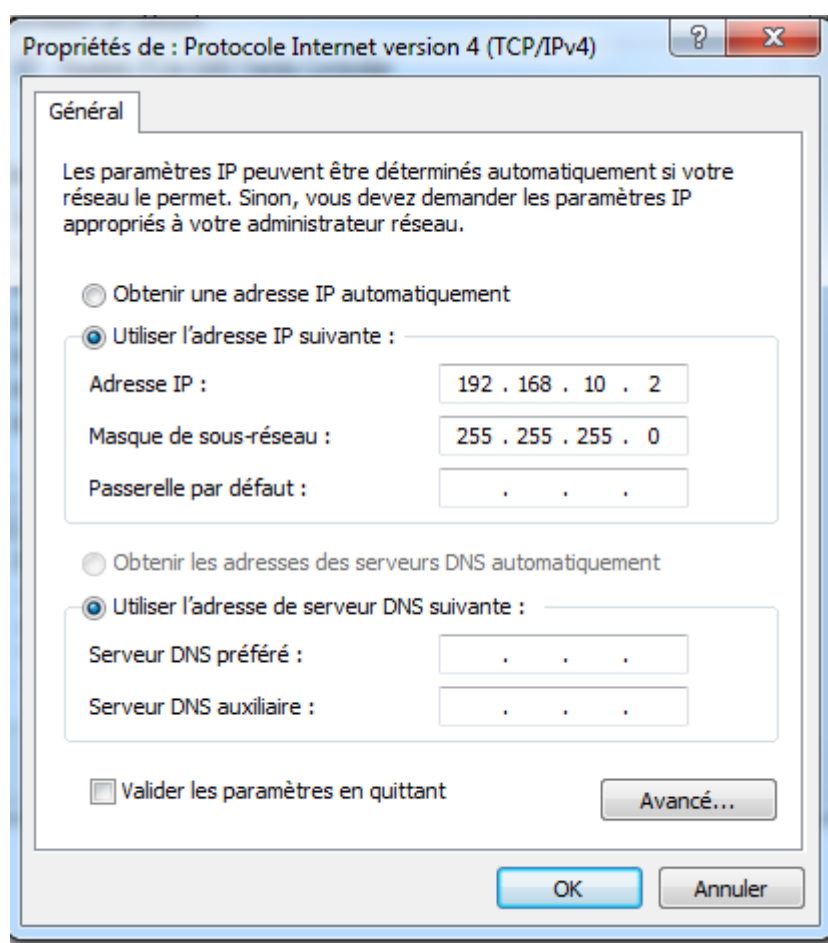 Propriétés de : Protocole Internet version 4 (TCP/IPv4)
?
X
Général
Les paramètres IP peuvent être déterminés automatiquement si votre
réseau le permet. Sinon, vous devez demander les paramètres IP
appropriés à votre administrateur réseau.
Obtenir une adresse IP automatiquement
Utiliser l'adresse IP suivante :
Adresse IP : 192 . 168 . 10 . 2
Masque de sous-réseau : 255 . 255 . 255 . 0
Passerelle par défaut : . . .
Obtenir les adresses des serveurs DNS automatiquement
Utiliser l'adresse de serveur DNS suivante :
Serveur DNS préféré : . . .
Serveur DNS auxiliaire : . . .
Valider les paramètres en quittant
Avancé...
OK Annuler